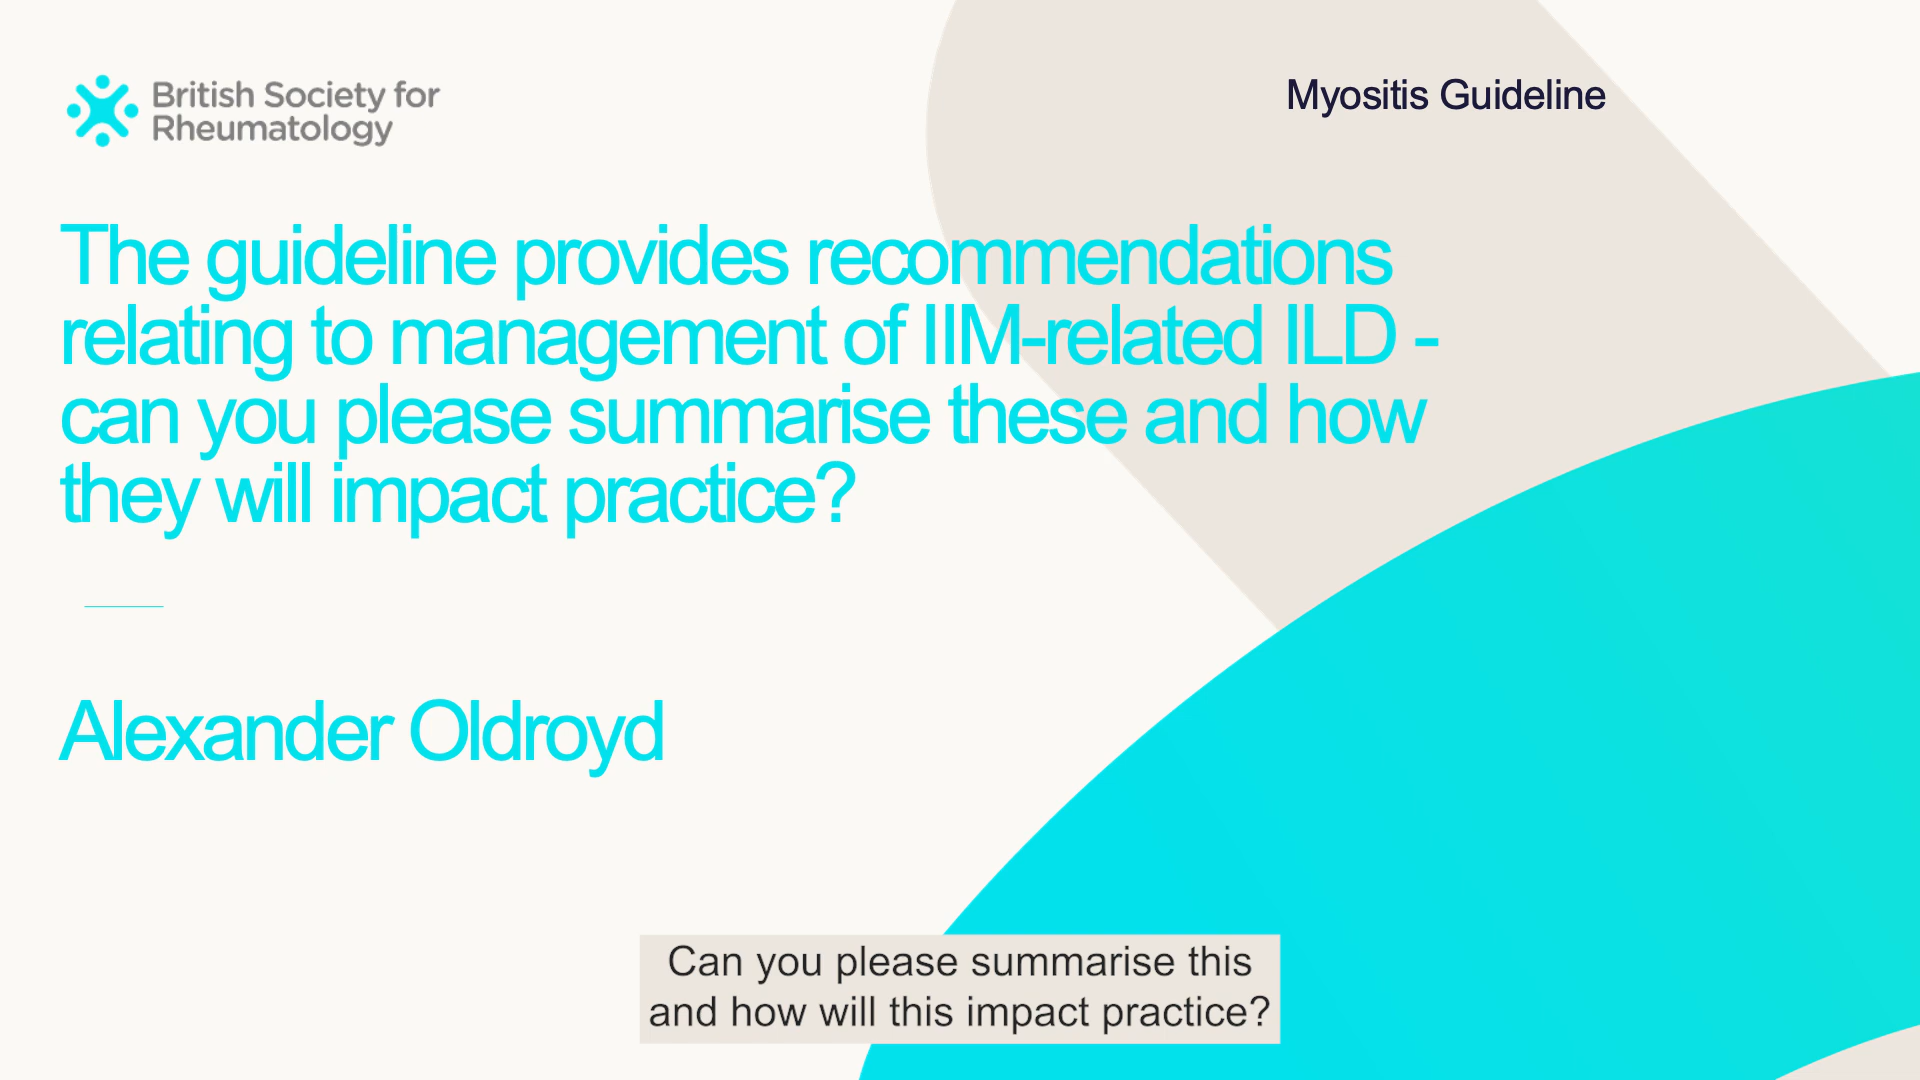 British Society for
Rheumatology
Myositis Guideline
The guideline provides recommendations
relating to management of IIM-related ILD -
can you please summarise these and how
they will impact practice?
Alexander Oldroyd
Can you please summarise this
and how will this impact practice?